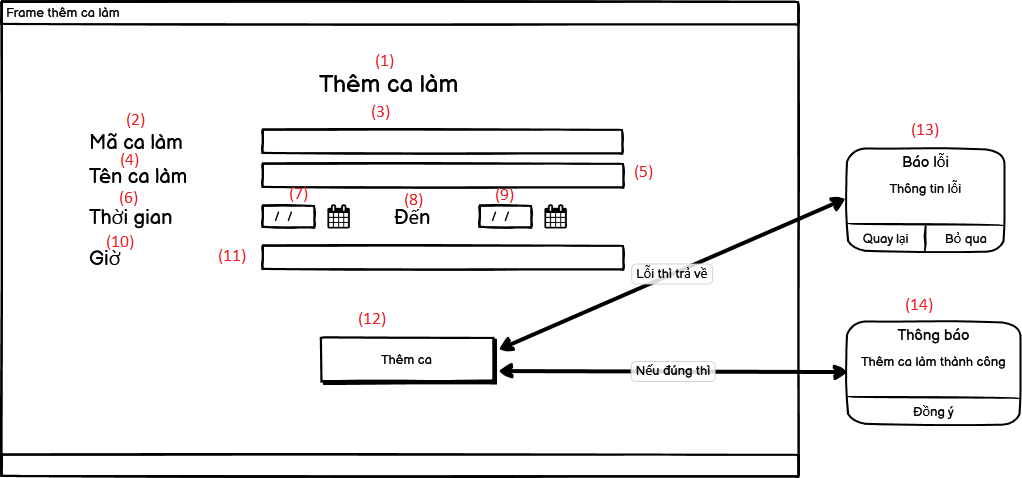 Frame thêm ca làm
(1)
Thêm ca làm
(2)
(3)
Mã ca làm
(4)
Tên ca làm
(5)
(6)
(7)
(8)
(9)
Thời gian
/ /
Đến
/ /
(10)
Giờ
(11)
(12)
Thêm ca
Lỗi thì trả về
Nếu đúng thì
(13)
Báo lỗi
Thông tin lỗi
Quay lại
Bỏ qua
(14)
Thông báo
Thêm ca làm thành công
Đồng ý